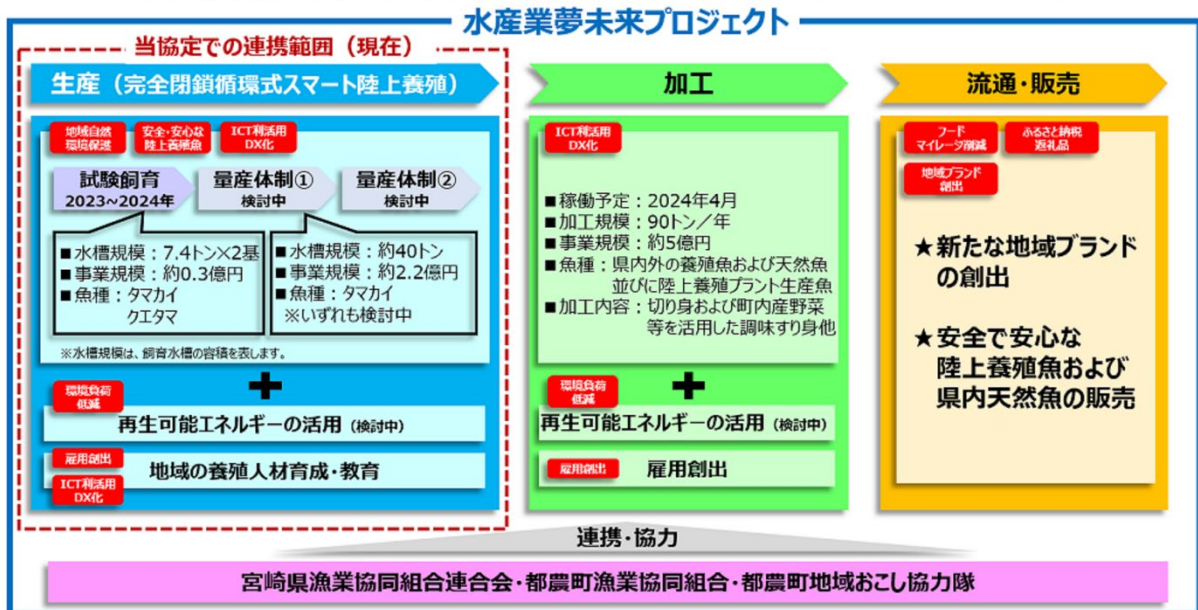 水産業夢未来プロジェクト
当協定での連携範囲（現在）
生産（完全閉鎖循環式スマート陸上養殖）
地域自然
環境保護
安全・安心な
陸上養殖魚
ICT利活用
DX化
試験飼育
2023~2024年
量産体制①
検討中
量産体制②
検討中
■水槽規模：7.4トン×2基
■事業規模：約0.3億円
■魚種：タマカイ
クエタマ
■水槽規模：約40トン
■事業規模：約2.2億円
■魚種：タマカイ
※いずれも検討中
※水槽規模は、飼育水槽の容積を表します。
+
環境負荷
低減
再生可能エネルギーの活用（検討中）
雇用創出
ICT利活用
DX化
地域の養殖人材育成・教育
加工
ICT利活用
DX化
■稼働予定：2024年4月
■加工規模：90トン／年
■事業規模：約5億円
■魚種：県内外の養殖魚および天然魚
並びに陸上養殖プラント生産魚
■加工内容：切り身および町内産野菜
等を活用した調味すり身他
+
環境負荷
低減
再生可能エネルギーの活用（検討中）
雇用創出
雇用創出
流通・販売
フード
マイレージ削減
ふるさと納税
返礼品
地域ブランド
創出
★新たな地域ブランド
の創出
★安全で安心な
陸上養殖魚および
県内天然魚の販売
連携・協力
宮崎県漁業協同組合連合会・都農町漁業協同組合・都農町地域おこし協力隊